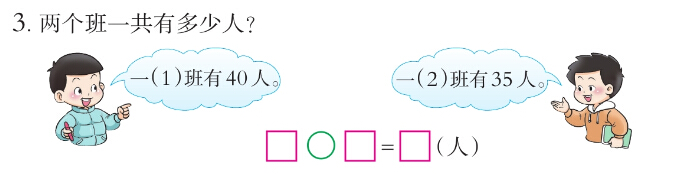 3. 两个班一共有多少人？
一(1)班有40人。
一(2)班有35人。
□○□=□(人)